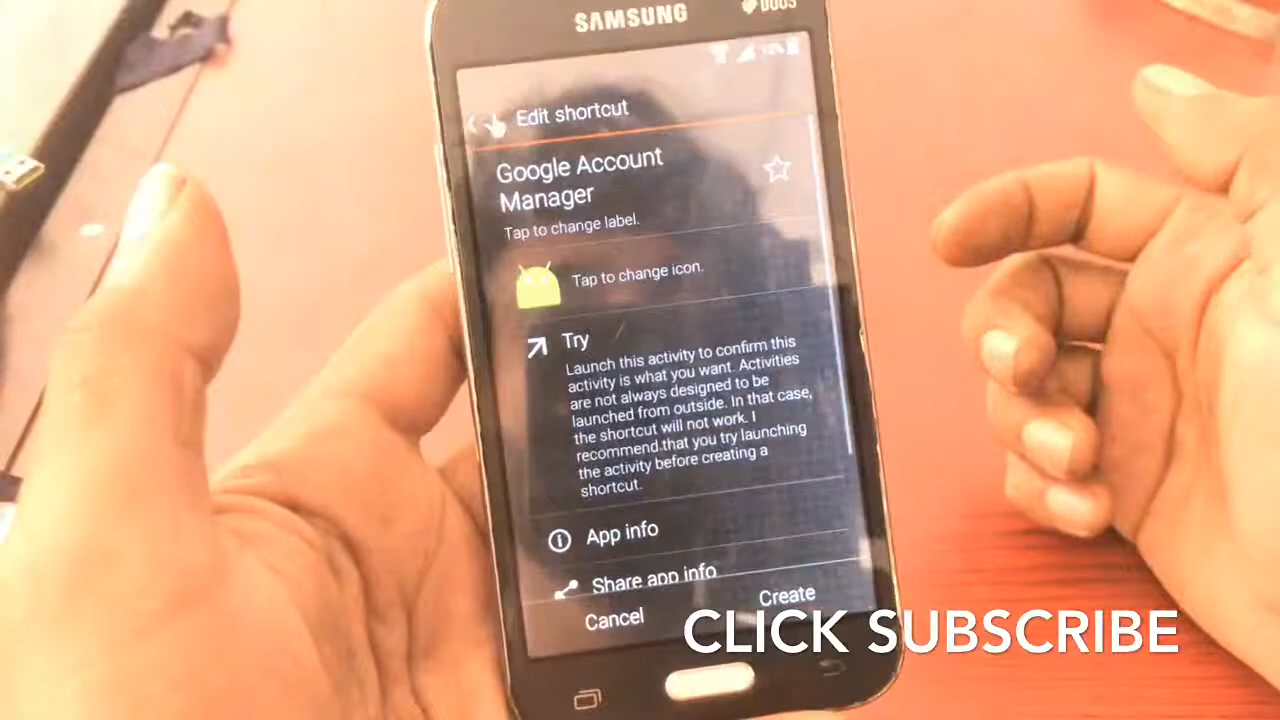 SAMSUNG
DUOS
Edit shortcut
Google Account
Manager
Tap to change label.
Tap to change icon.
Try
Launch this activity to confirm this
activity is what you want. Activities
are not always designed to be
launched from outside. In that case,
the shortcut will not work. I
recommend.that you try launching
the activity before creating a
shortcut.
App info
Share app info
Cancel
Create
CLICK SUBSCRIBE